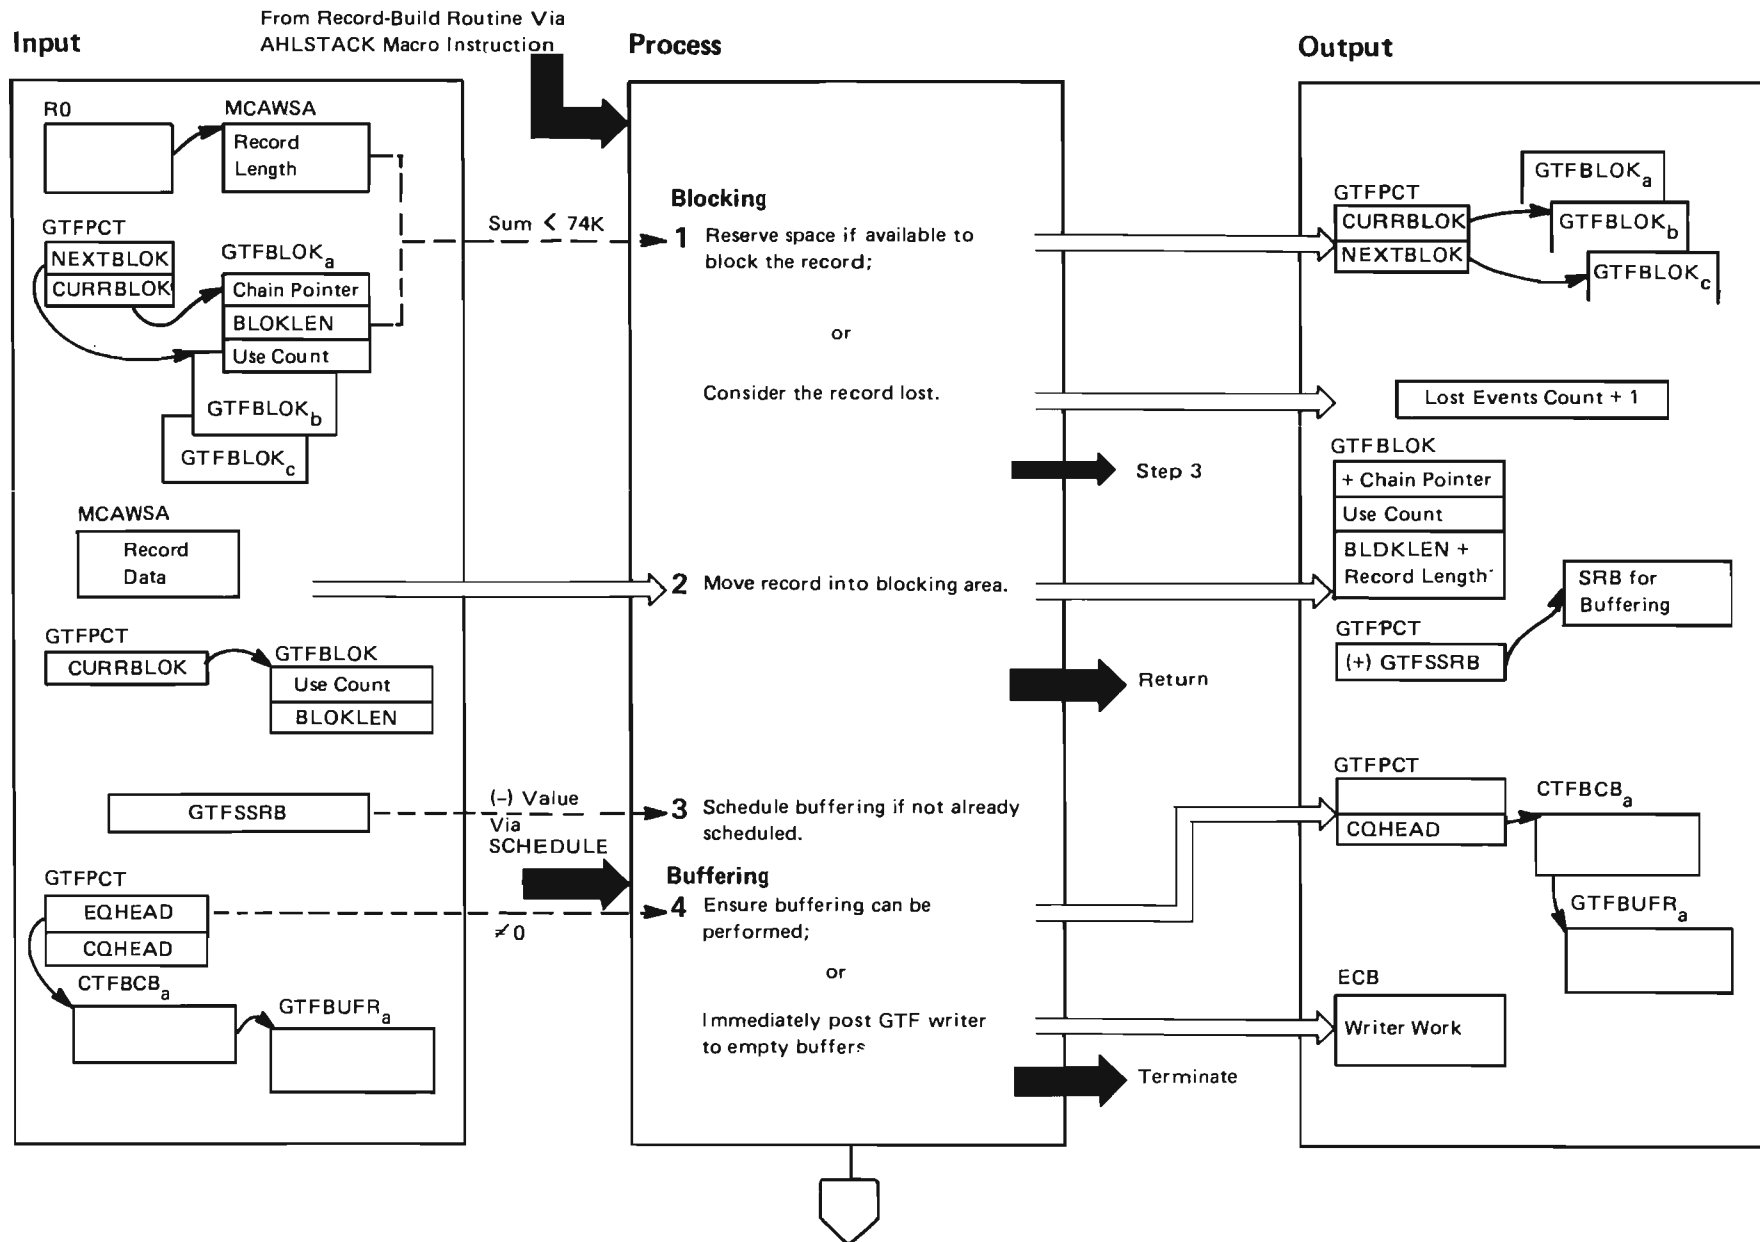 From Record-Build Routine Via
AHLSTACK Macro Instruction
Input
Process
Output
R0
MCAWSA
Record
Length
GTFPCT
NEXTBLOK
CURRBLOK
GTFBLOKa
Chain Pointer
BLOKLEN
Use Count
GTFBLOKb
GTFBLOKc
Sum < 74K
MCAWSA
Record
Data
GTFPCT
CURRBLOK
GTFBLOK
Use Count
BLOKLEN
GTFSSRB
(-) Value
Via
SCHEDULE
GTFPCT
EQHEAD
CQHEAD
≠0
CTFBCBa
GTFBUFRa
Blocking
1 Reserve space if available to
block the record;
or
Consider the record lost.
Step 3
2 Move record into blocking area.
Return
3 Schedule buffering if not already
scheduled.
Buffering
4 Ensure buffering can be
performed;
or
Immediately post GTF writer
to empty buffers
Terminate
GTFPCT
CURRBLOK
NEXTBLOK
GTFBLOKa
GTFBLOKb
GTFBLOKc
Lost Events Count + 1
GTFBLOK
+ Chain Pointer
Use Count
BLDKLEN +
Record Length
SRB for
Buffering
GTFPCT
(+) GTFSSRB
GTFPCT
CQHEAD
CTFBCBa
GTFBUFRa
ECB
Writer Work